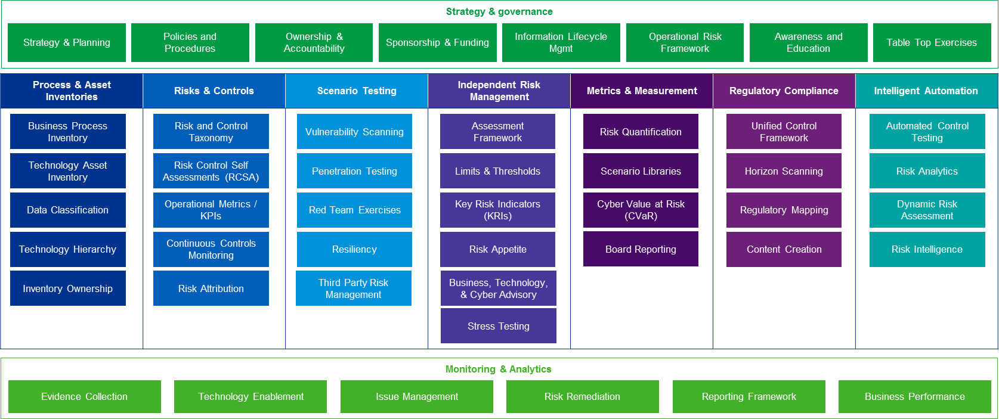 Strategy & governance
Strategy & Planning
Policies and
Procedures
Ownership &
Accountability
Sponsorship & Funding
Information Lifecycle
Mgmt
Operational Risk
Framework
Awareness and
Education
Table Top Exercises
Process & Asset
Inventories
Business Process
Inventory
Technology Asset
Inventory
Data Classification
Technology Hierarchy
Inventory Ownership
Risks & Controls
Risk and Control
Taxonomy
Risk Control Self
Assessments (RCSA)
Operational Metrics /
KPIs
Continuous Controls
Monitoring
Risk Attribution
Scenario Testing
Vulnerability Scanning
Penetration Testing
Red Team Exercises
Resiliency
Third Party Risk
Management
Independent Risk
Management
Assessment
Framework
Limits & Thresholds
Key Risk Indicators
(KRIs)
Risk Appetite
Business, Technology,
& Cyber Advisory
Stress Testing
Metrics & Measurement
Risk Quantification
Scenario Libraries
Cyber Value at Risk
(CVaR)
Board Reporting
Regulatory Compliance
Unified Control
Framework
Horizon Scanning
Regulatory Mapping
Content Creation
Intelligent Automation
Automated Control
Testing
Risk Analytics
Dynamic Risk
Assessment
Risk Intelligence
Monitoring & Analytics
Evidence Collection
Technology Enablement
Issue Management
Risk Remediation
Reporting Framework
Business Performance